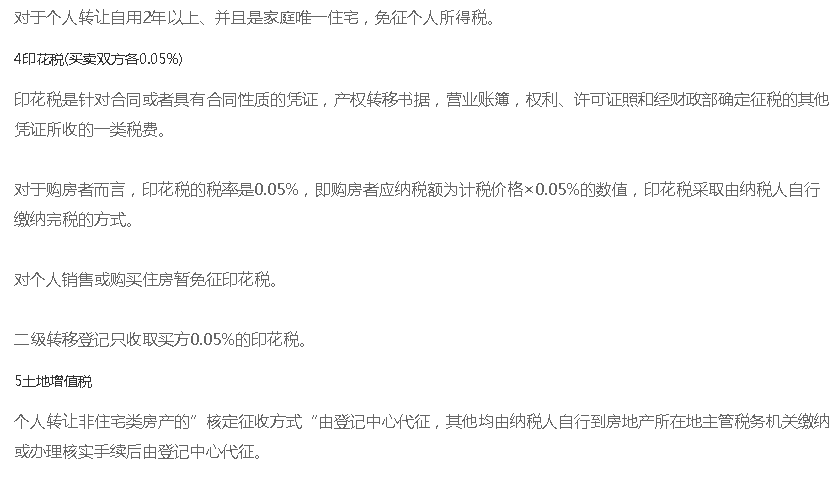 对于个人转让自用2年以上、并且是家庭唯一住宅，免征个人所得税。
4印花税(买卖双方各0.05%)
印花税是针对合同或者具有合同性质的凭证，产权转移书据，营业账簿，权利、许可证照和经财政部确定征税的其他
凭证所收的一类税费。
对于购房者而言，印花税的税率是0.05%，即购房者应纳税额为计税价格×0.05%的数值，印花税采取由纳税人自行
缴纳完税的方式。
对个人销售或购买住房暂免征印花税。
二级转移登记只收取买方0.05%的印花税。
5土地增值税
个人转让非住宅类房产的”核定征收方式“由登记中心代征，其他均由纳税人自行到房地产所在地主管税务机关缴纳
或办理核实手续后由登记中心代征。